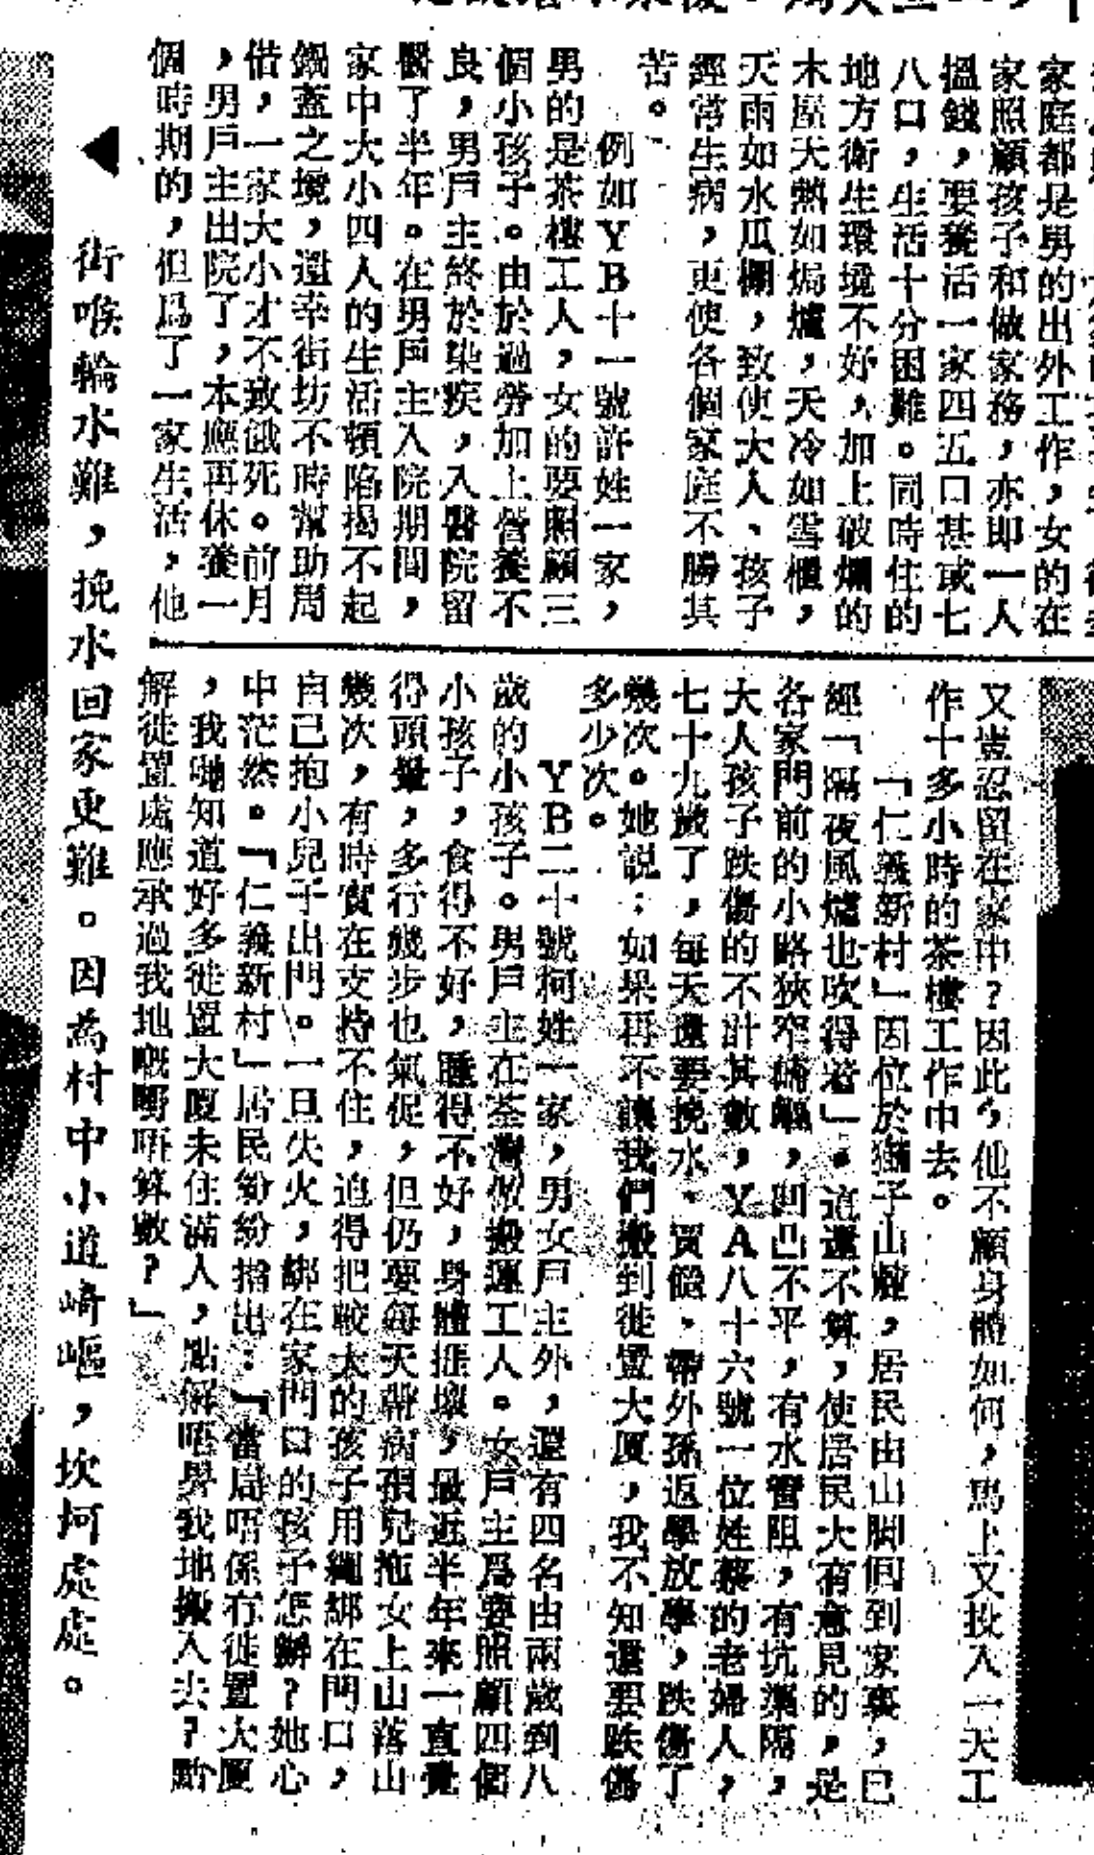 家庭都是男的出外工作，女的在
家照顧孩子和做家務，亦即一人
搵錢，要養活一家四五口甚或七
八口，生活十分困難。同時住的
地方衛生環境不好，加上破爛的
木屋天熱如焗爐，天冷如雪櫃，
天雨如水瓜棚，致使大人、孩子
經常生病，更使各個家庭不勝其
苦。
例如ＹＢ十一號許姓一家，
男的是茶樓工人，女的要照顧三
個小孩子。由於過勞加上營養不
良，男戶主終於染疾，入醫院留
醫了半年。在男戶主入院期間，
家中大小四人的生活頓陷揭不起
鍋蓋之境，還幸街坊不時幫助周
借，一家大小才不致餓死。前月
，男戶主出院了，本應再休養一
個時期的，但爲了一家生活，他
又豈忍留在家中？因此，他不顧身體如何，馬上又投入一天工
作十多小時的茶樓工作中去。
「仁義新村」因位於獅子山麓，居民由山脚回到家裏，已
經「隔夜風爐也吹得着」。這還不算，使居民大有意見的，是
各家門前的小路狹窄崎嶇，凹凸不平，有水管阻，有坑渠隔，
大人孩子跌傷的不計其數，ＹＡ八十六號一位姓蔡的老婦人，
七十九歲了，每天還要挽水、買餸、帶外孫返學放學，跌傷了
幾次。她説：如果再不讓我們搬到徙置大厦，我不知還要跌傷
多少次。
ＹＢ二十號柯姓一家，男女戶主外，還有四名由兩歲到八
歲的小孩子。男戶主在荃灣做搬運工人。女戶主爲要照顧四個
小孩子，食得不好，睡得不好，身體捱壞，最近半年來一直覺
得頭暈，多行幾步也氣促，但仍要每天帶病孭兒拖女上山落山
幾次，有時實在支持不住，迫得把較大的孩子用繩綁在門口，
自己抱小兒子出門。一旦失火，綁在家門口的孩子怎辦？她心
中茫然。「仁義新村」居民紛紛指出：「當局唔係冇徙置大厦
，我哋知道好多徙置大厦未住滿人，點解唔畀我地搬入去？點
解徙置處應承過我地嘅嘢唔算數？」
◀ 街喉輪水難，挽水回家更難。因爲村中小道崎嶇，坎坷處處。